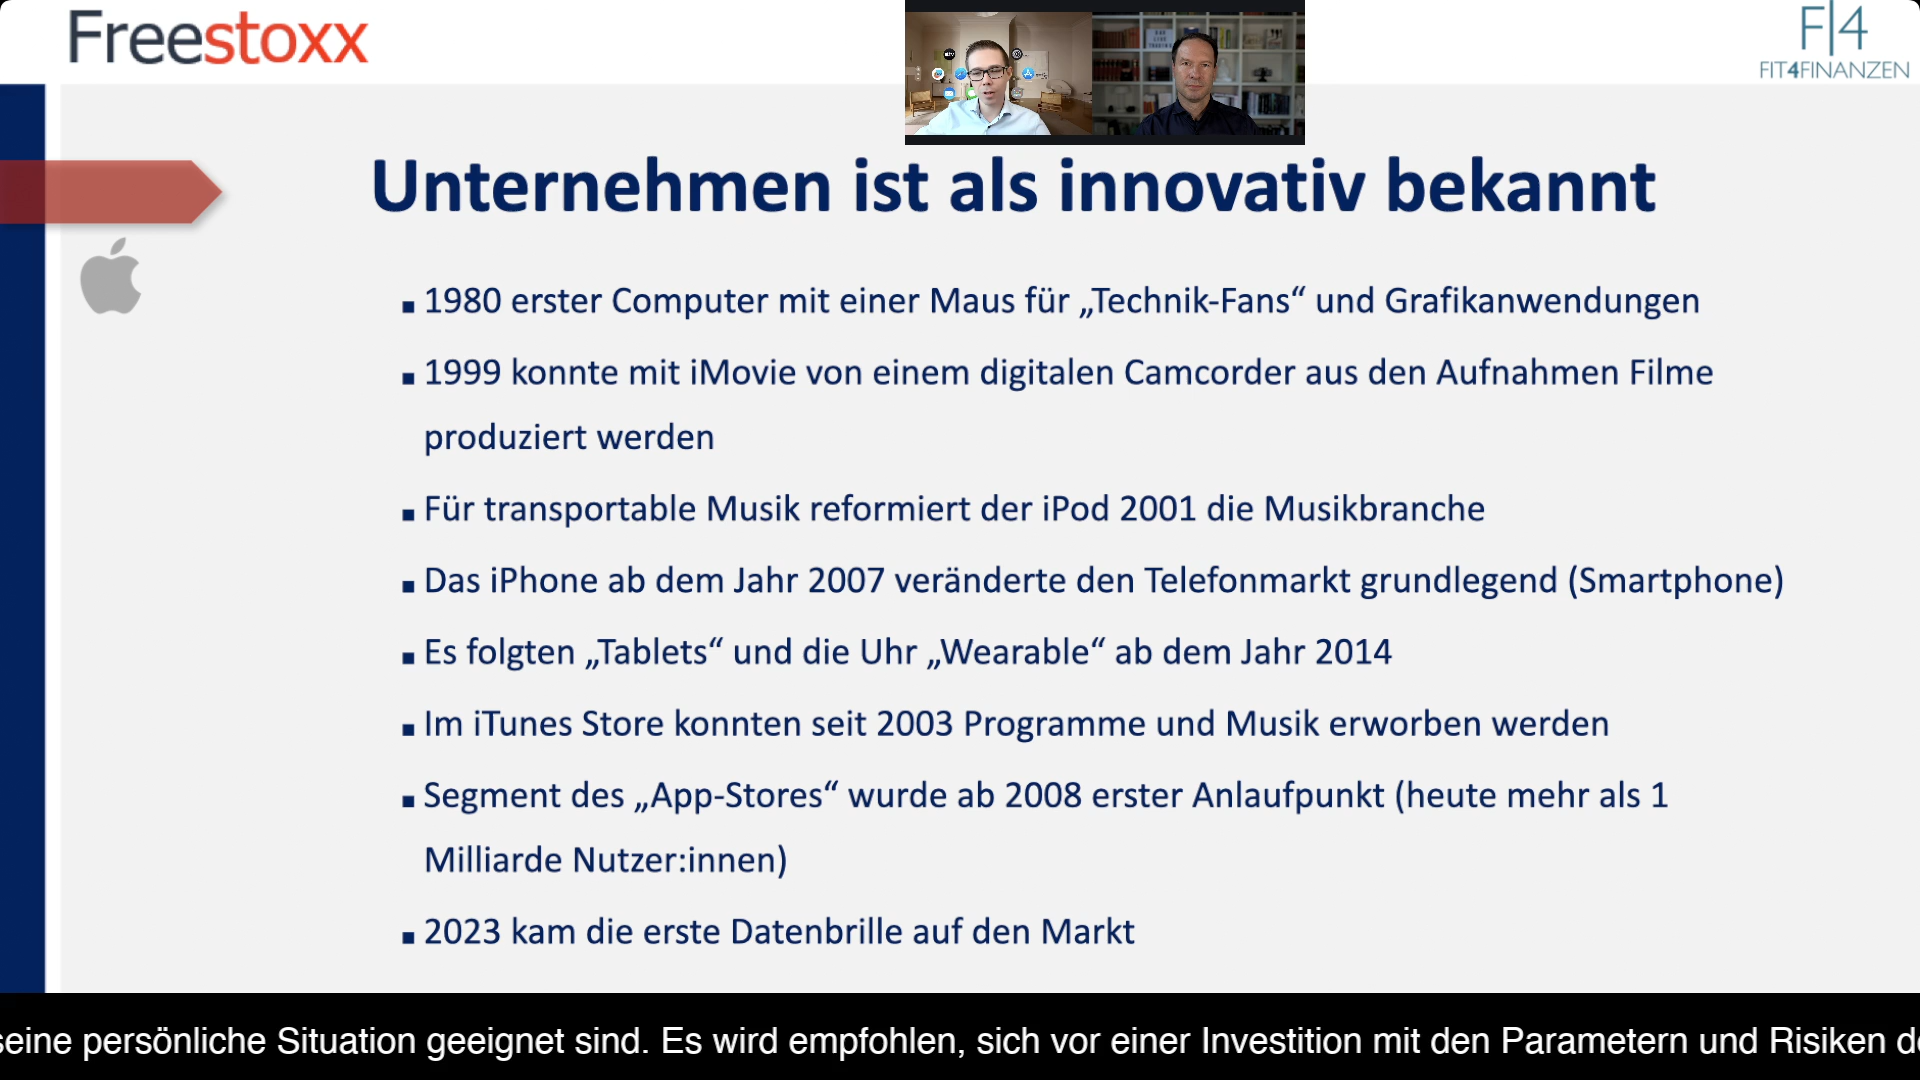 Freestoxx
F|4
FIT4FINANZEN
Unternehmen ist als innovativ bekannt
▪ 1980 erster Computer mit einer Maus für „Technik-Fans“ und Grafikanwendungen
▪ 1999 konnte mit iMovie von einem digitalen Camcorder aus den Aufnahmen Filme
produziert werden
▪ Für transportable Musik reformiert der iPod 2001 die Musikbranche
▪ Das iPhone ab dem Jahr 2007 veränderte den Telefonmarkt grundlegend (Smartphone)
▪ Es folgten „Tablets“ und die Uhr „Wearable“ ab dem Jahr 2014
▪ Im iTunes Store konnten seit 2003 Programme und Musik erworben werden
▪ Segment des „App-Stores“ wurde ab 2008 erster Anlaufpunkt (heute mehr als 1
Milliarde Nutzer:innen)
▪ 2023 kam die erste Datenbrille auf den Markt
seine persönliche Situation geeignet sind. Es wird empfohlen, sich vor einer Investition mit den Parametern und Risiken